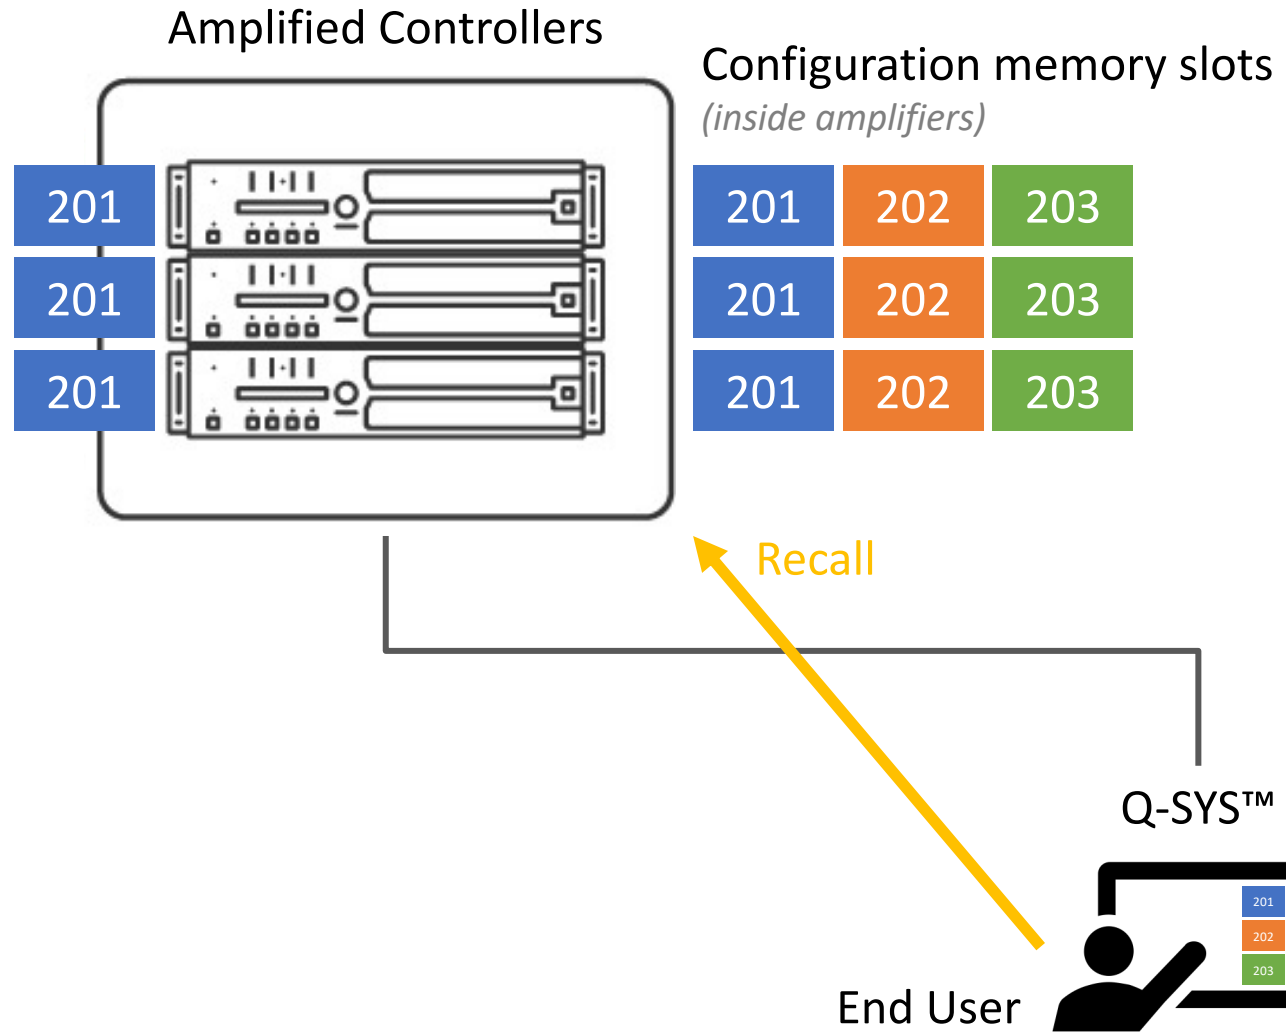 Amplified Controllers
Configuration memory slots
(inside amplifiers)
201 201 202 203
201 201 202 203
201 201 202 203
Recall
Q-SYS™
201
202
203
End User